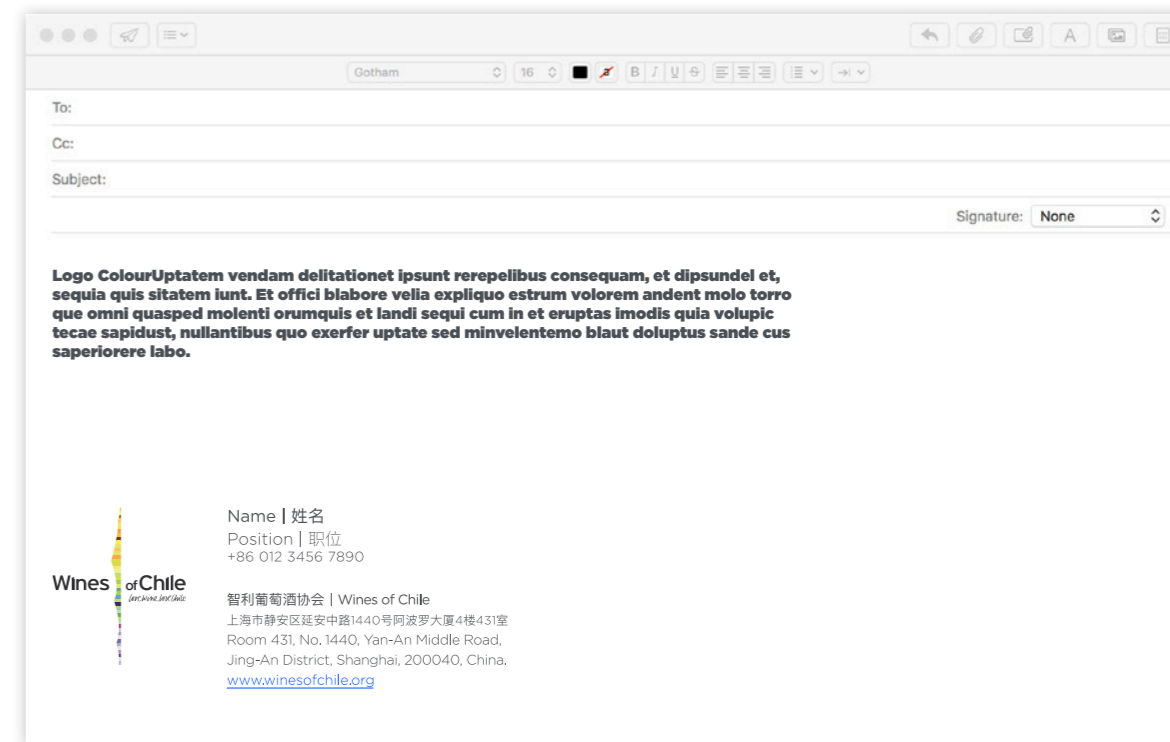 Gotham 16 B I U S
A
To:
Cc:
Subject:
Signature: None
Logo ColourUptatem vendam delitationet ipsunt rerepelibus consequam, et dipsundel et,
sequia quis sitatem iunt. Et offici blabore velia expliquo estrum volorem andent molo torro
que omni quasped molenti orumquis et landi sequi cum in et eruptas imodis quia volupic
tecae sapidust, nullantibus quo exerfer uptate sed minvelentemo blaut doluptus sande cus
saperiorere labo.
Wines of Chile
love wine, love Chile
Name | 姓名
Position | 职位
+86 012 3456 7890
智利葡萄酒协会 | Wines of Chile
上海市静安区延安中路1440号阿波罗大厦4楼431室
Room 431, No. 1440, Yan-An Middle Road,
Jing-An District, Shanghai, 200040, China.
www.winesofchile.org